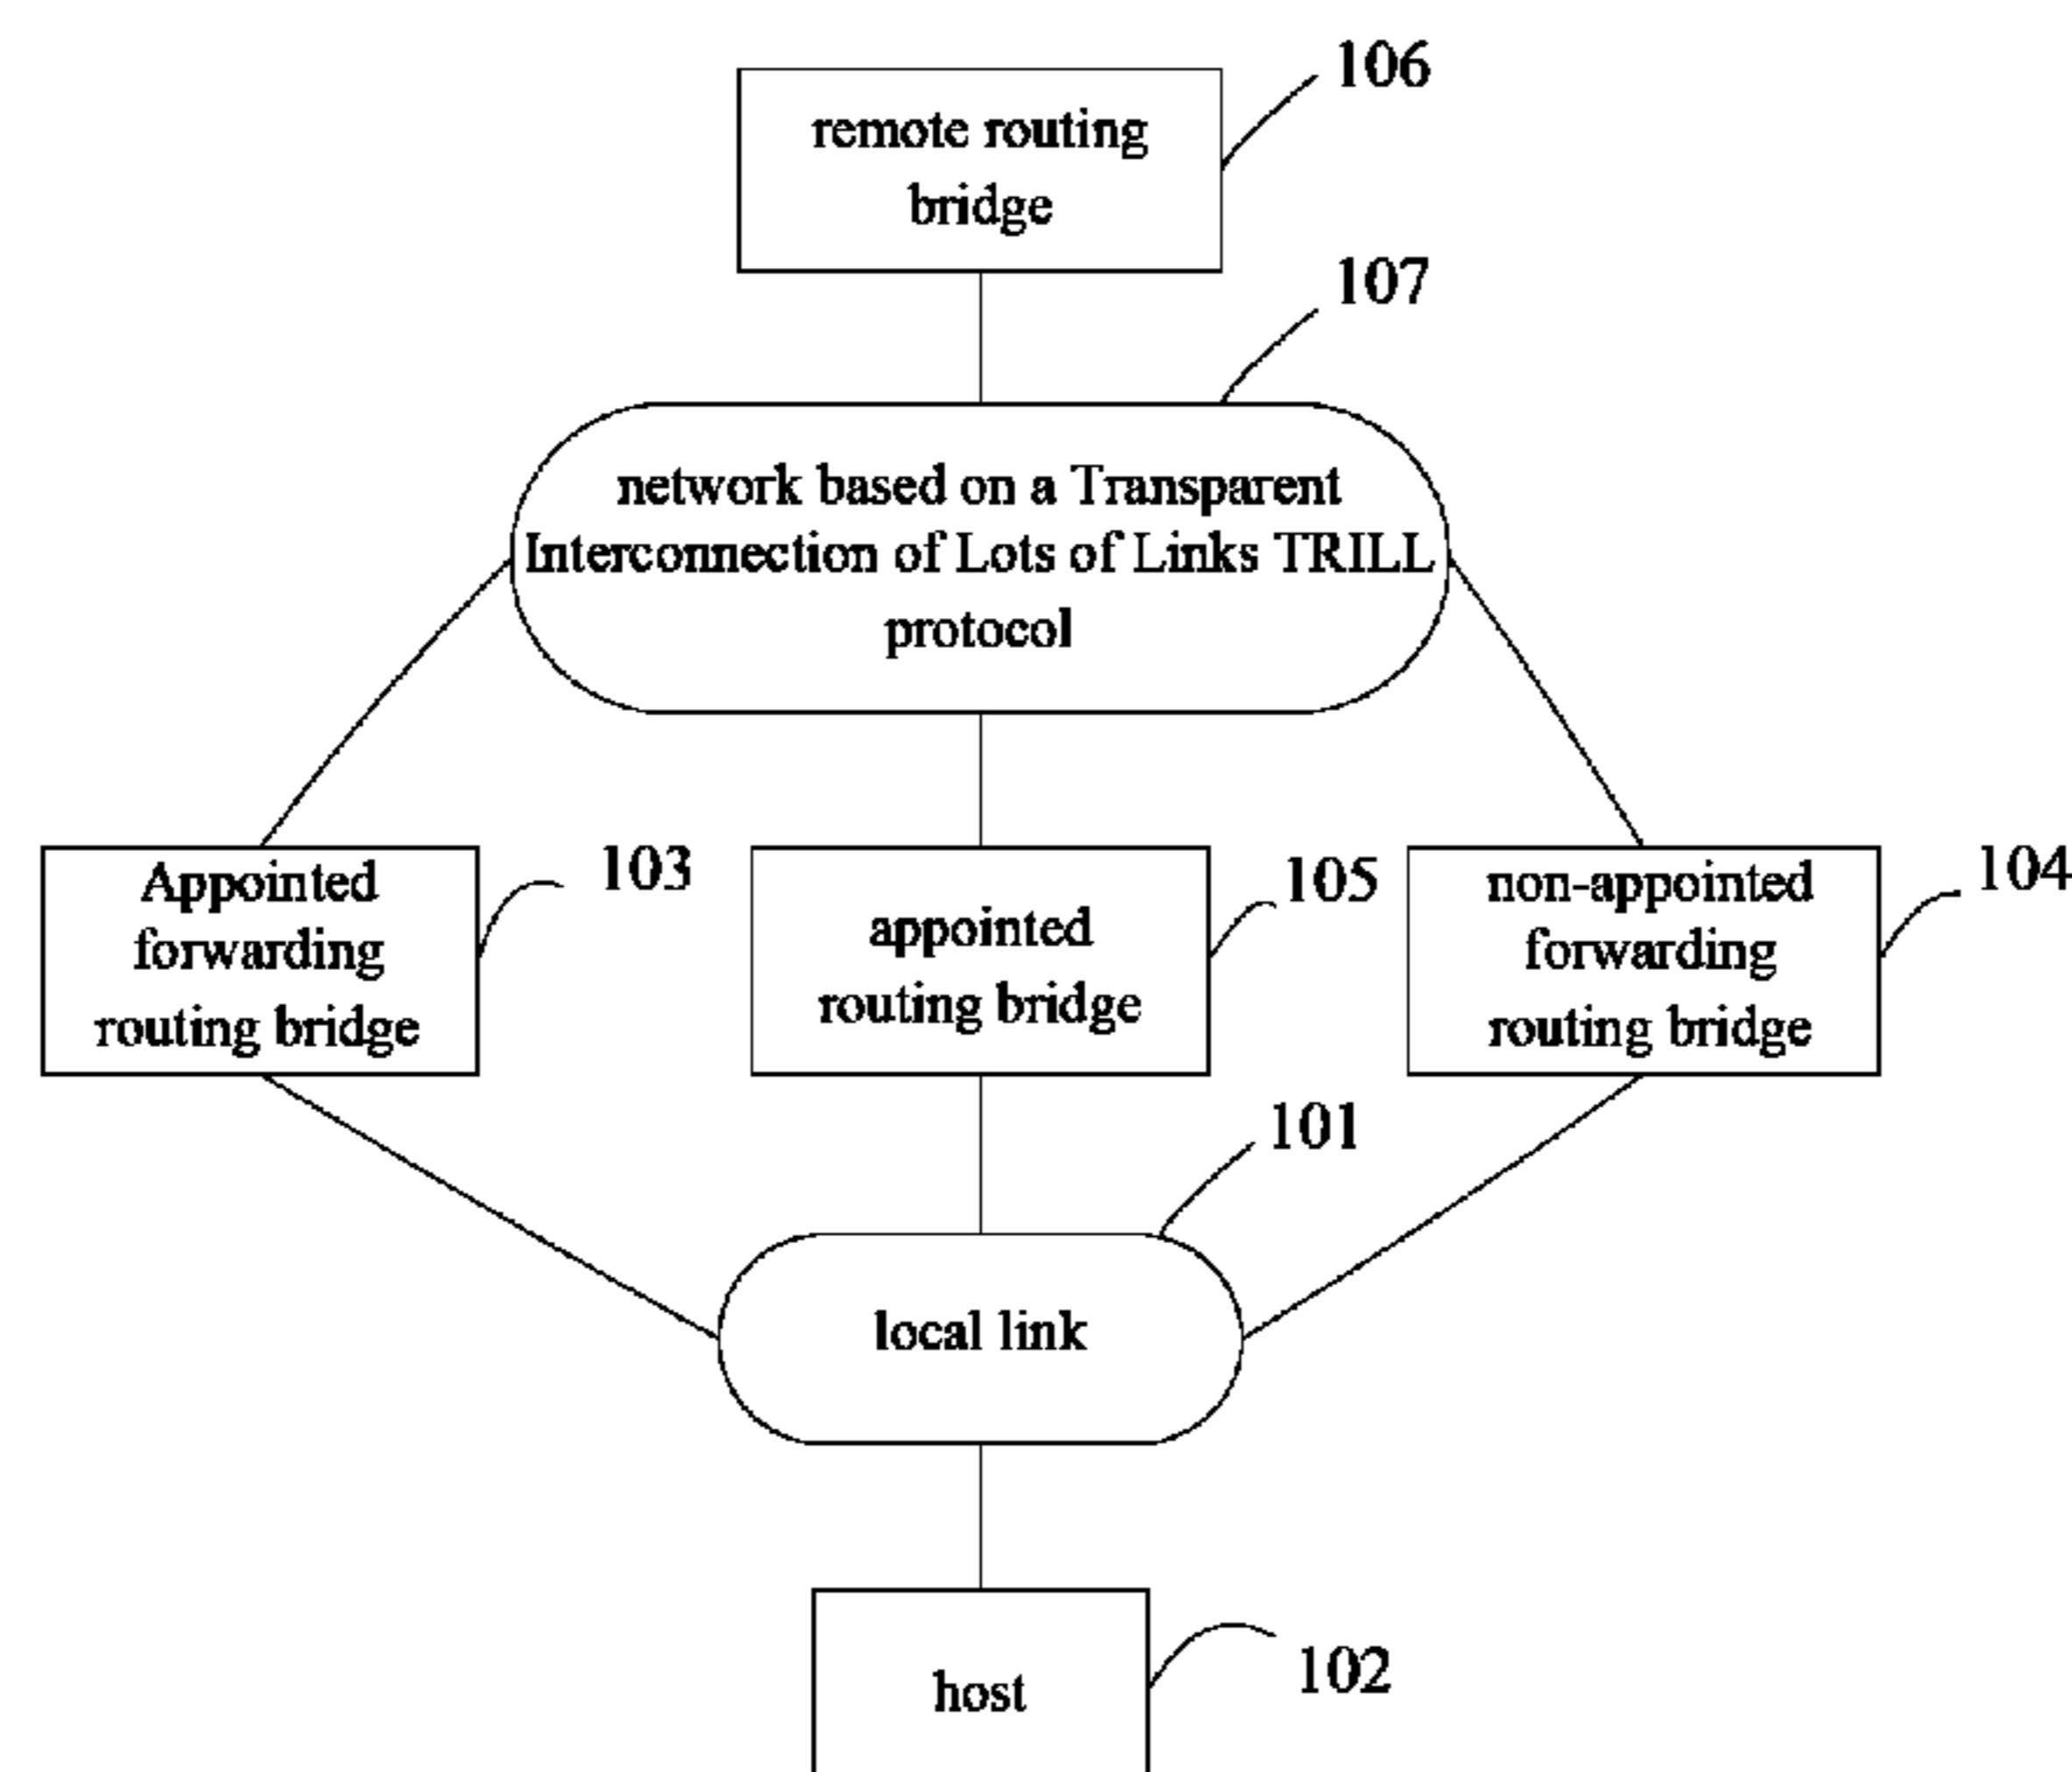 106
remote routing
bridge
107
network based on a Transparent
Interconnection of Lots of Links TRILL
protocol
Appointed
forwarding
routing bridge
103
appointed
routing bridge
105
non-appointed
forwarding
routing bridge
104
101
local link
host
102